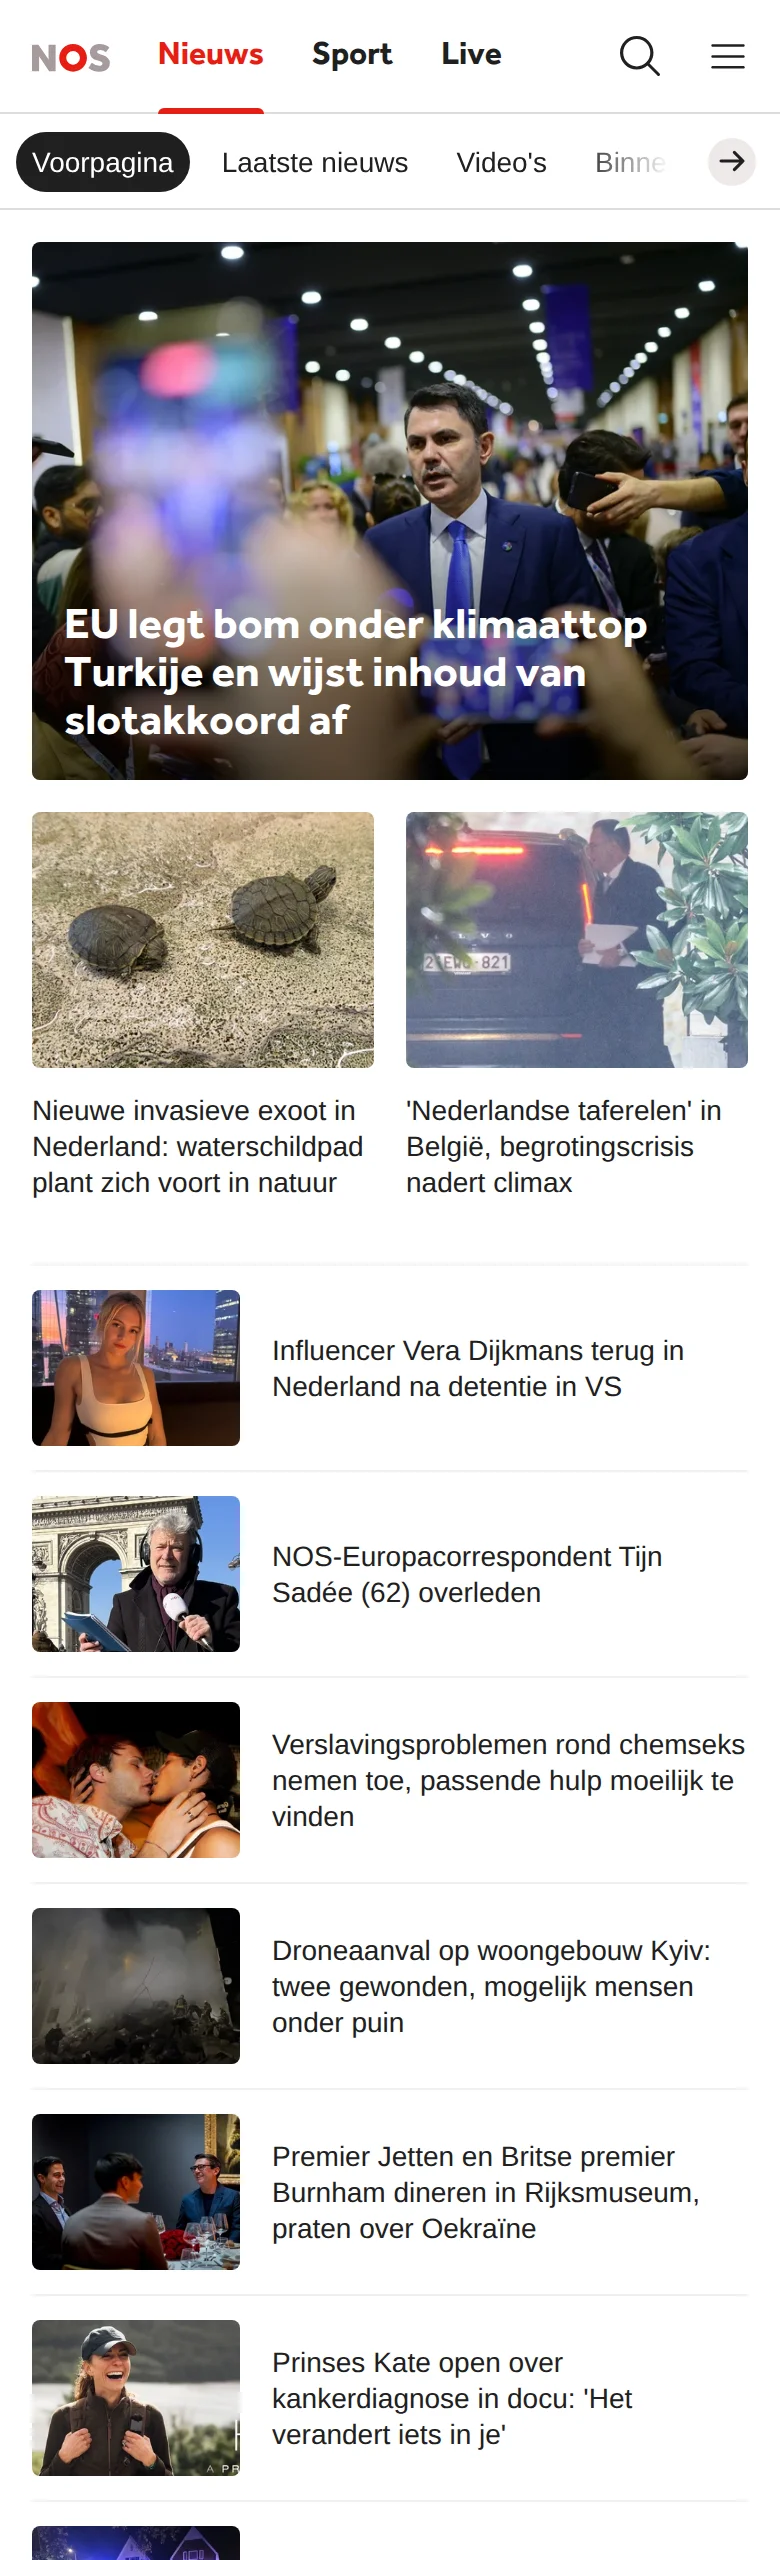 NOS Nieuws Sport Live
Voorpagina Laatste nieuws Video's Binne
EU legt bom onder klimaattop
Turkije en wijst inhoud van
slotakkoord af
Nieuwe invasieve exoot in
Nederland: waterschildpad
plant zich voort in natuur
'Nederlandse taferelen' in
België, begrotingscrisis
nadert climax
Influencer Vera Dijkmans terug in
Nederland na detentie in VS
NOS-Europacorrespondent Tijn
Sadée (62) overleden
Verslavingsproblemen rond chemseks
nemen toe, passende hulp moeilijk te
vinden
Droneaanval op woongebouw Kyiv:
twee gewonden, mogelijk mensen
onder puin
Premier Jetten en Britse premier
Burnham dineren in Rijksmuseum,
praten over Oekraïne
A PR
Prinses Kate open over
kankerdiagnose in docu: 'Het
verandert iets in je'